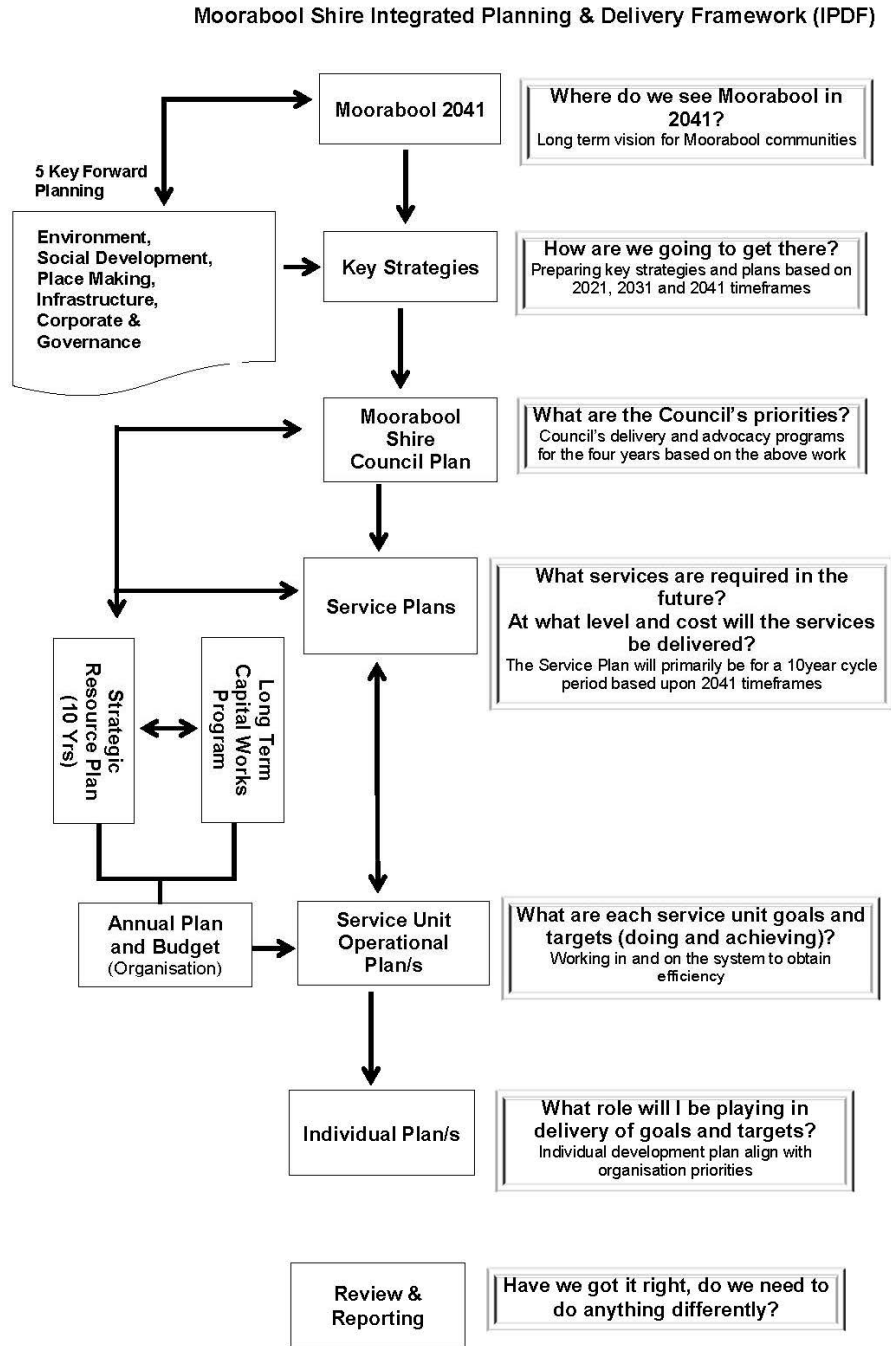 Moorabool Shire Integrated Planning & Delivery Framework (IPDF)
Moorabool 2041
Where do we see Moorabool in
2041?
Long term vision for Moorabool communities
5 Key Forward
Planning
Environment,
Social Development,
Place Making,
Infrastructure,
Corporate &
Governance
Key Strategies
How are we going to get there?
Preparing key strategies and plans based on
2021, 2031 and 2041 timeframes
Moorabool
Shire
Council Plan
What are the Council's priorities?
Council's delivery and advocacy programs
for the four years based on the above work
Service Plans
What services are required in the
future?
At what level and cost will the services
be delivered?
The Service Plan will primarily be for a 10year cycle
period based upon 2041 timeframes
Strategic
Resource Plan
(10 Yrs)
Long Term
Capital Works
Program
Annual Plan
and Budget
(Organisation)
Service Unit
Operational
Plan/s
What are each service unit goals and
targets (doing and achieving)?
Working in and on the system to obtain
efficiency
Individual Plan/s
What role will I be playing in
delivery of goals and targets?
Individual development plan align with
organisation priorities
Review &
Reporting
Have we got it right, do we need to
do anything differently?